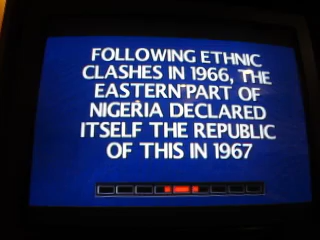 FOLLOWING ETHNIC
CLASHES IN 1966, THE
EASTERN PART OF
NIGERIA DECLARED
ITSELF THE REPUBLIC
OF THIS IN 1967